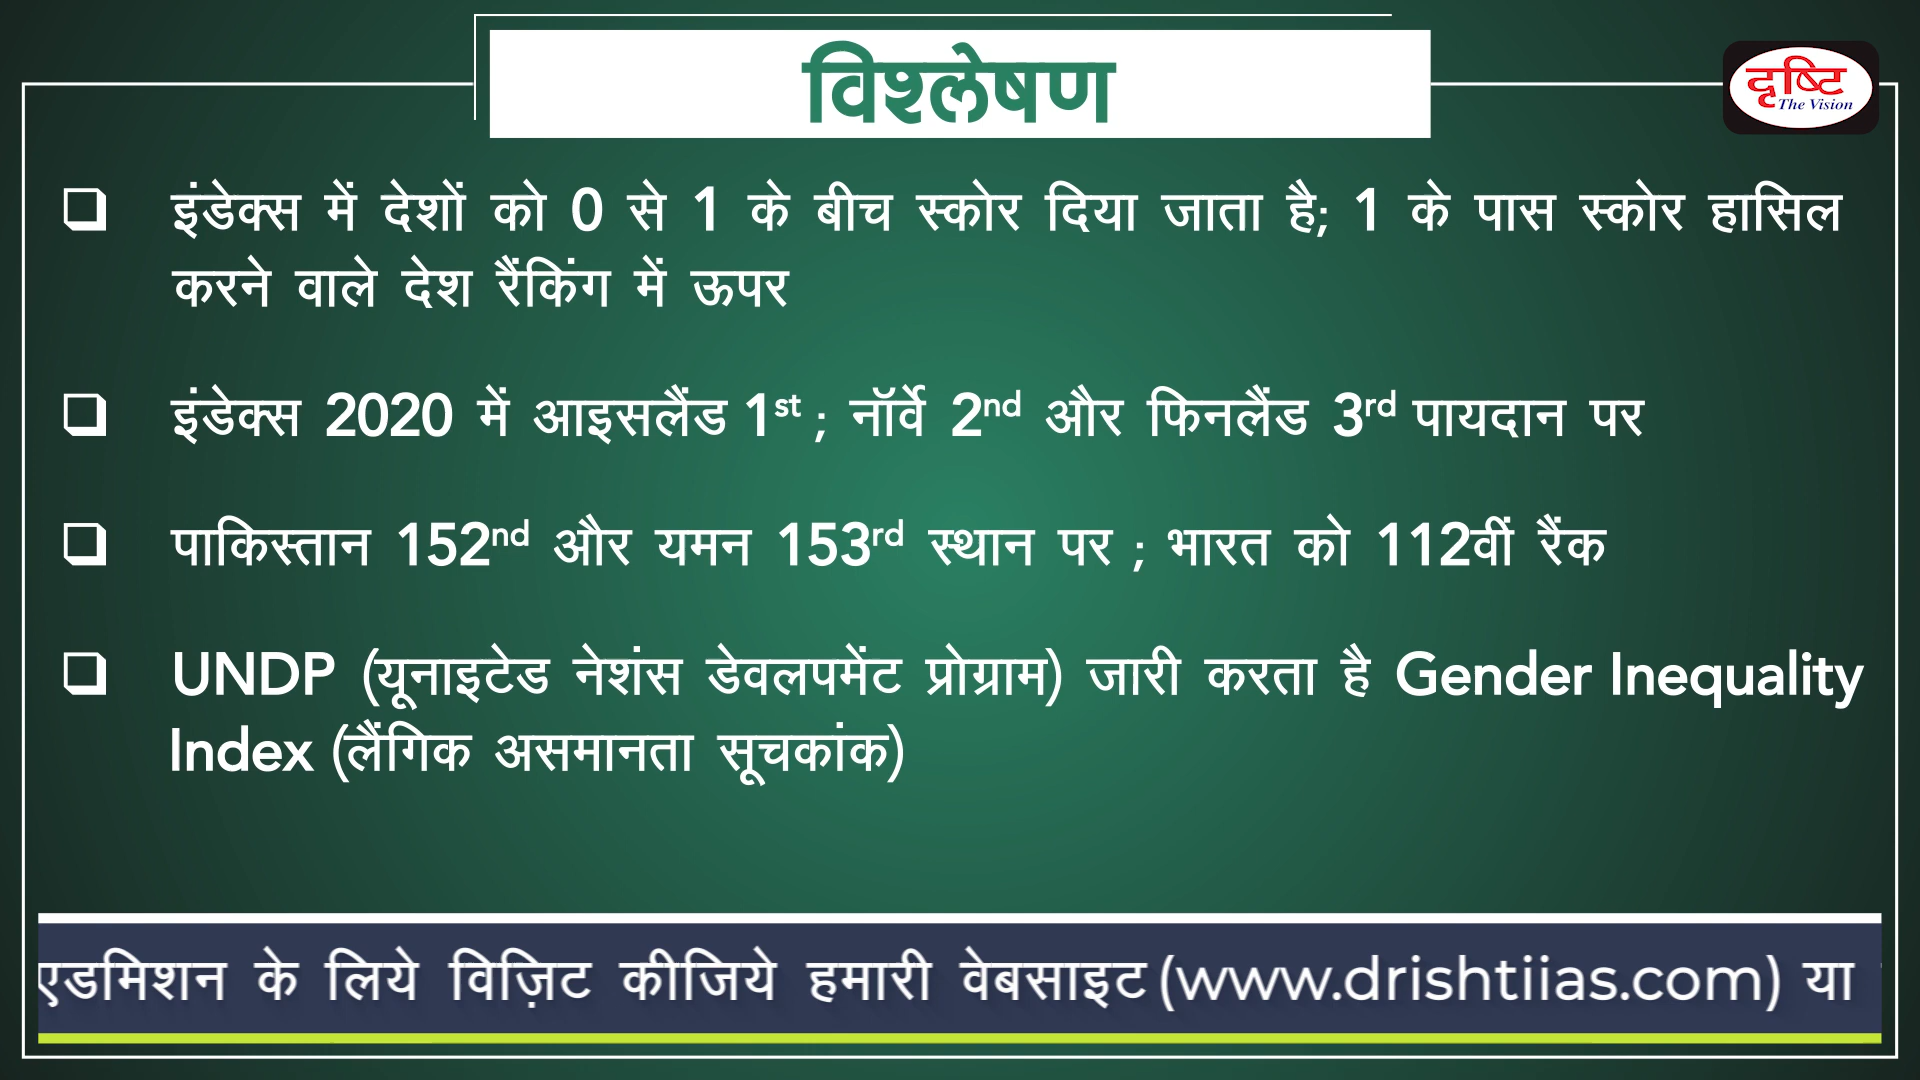 विश्लेषण
दृष्टि
The Vision
इंडेक्स में देशों को 0 से 1 के बीच स्कोर दिया जाता है; 1 के पास स्कोर हासिल
करने वाले देश रैंकिंग में ऊपर
इंडेक्स 2020 में आइसलैंड 1st ; नॉर्वे 2nd और फिनलैंड 3rd पायदान पर
पाकिस्तान 152nd और यमन 153rd स्थान पर ; भारत को 112वीं रैंक
UNDP (यूनाइटेड नेशंस डेवलपमेंट प्रोग्राम) जारी करता है Gender Inequality
Index (लैंगिक असमानता सूचकांक)
एडमिशन के लिये विज़िट कीजिये हमारी वेबसाइट (www.drishtiias.com) या